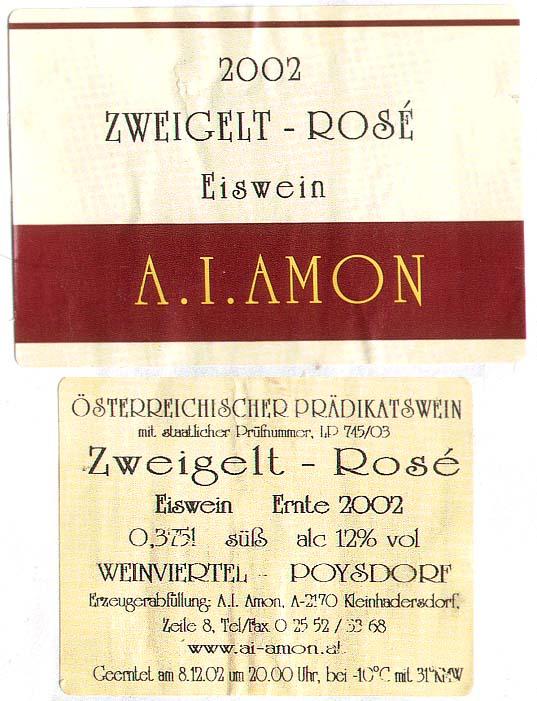 2002
ZWEIGELT - ROSÉ
Eiswein
A.I.AMON
ÖSTERREICHISCHER PRÄDIKATSWEIN
mit staatlicher Prüfnummer, LP 745/03
Zweigelt - Rosé
Eiswein Ernte 2002
0,375l süß alc 12% vol
WEINVIERTEL - POYSDORF
Erzeugerabfüllung: A.I. Amon, A-2170 Kleinhadersdorf,
Zeile 8, Tel/Fax 0 25 52 / 33 68
www.ai-amon.at
Geerntet am 8.12.02 um 20.00 Uhr, bei -10°C mit 31°KMW